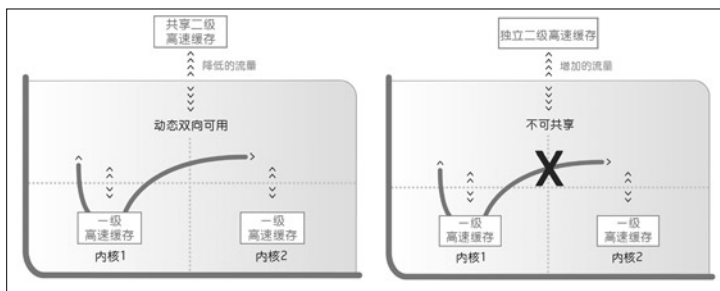 共享二级
高速缓存
降低的流量
动态双向可用
一级
高速缓存
内核1
一级
高速缓存
内核2
独立二级高速缓存
增加的流量
不可共享
X
一级
高速缓存
内核1
一级
高速缓存
内核2